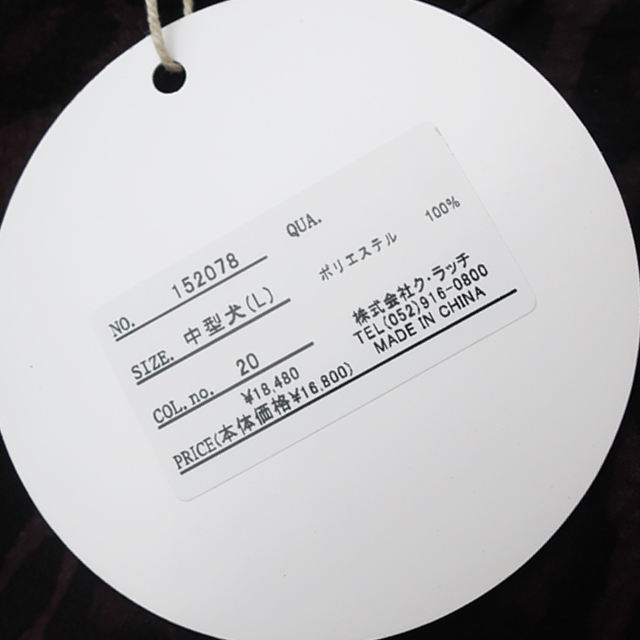 NO. 152078
SIZE. 中型犬(L)
COL.no. 20
¥18,480
PRICE(本体価格¥16,800)
QUA.
ポリエステル 100%
株式会社ク・ラッチ
TEL(052)916-0800
MADE IN CHINA